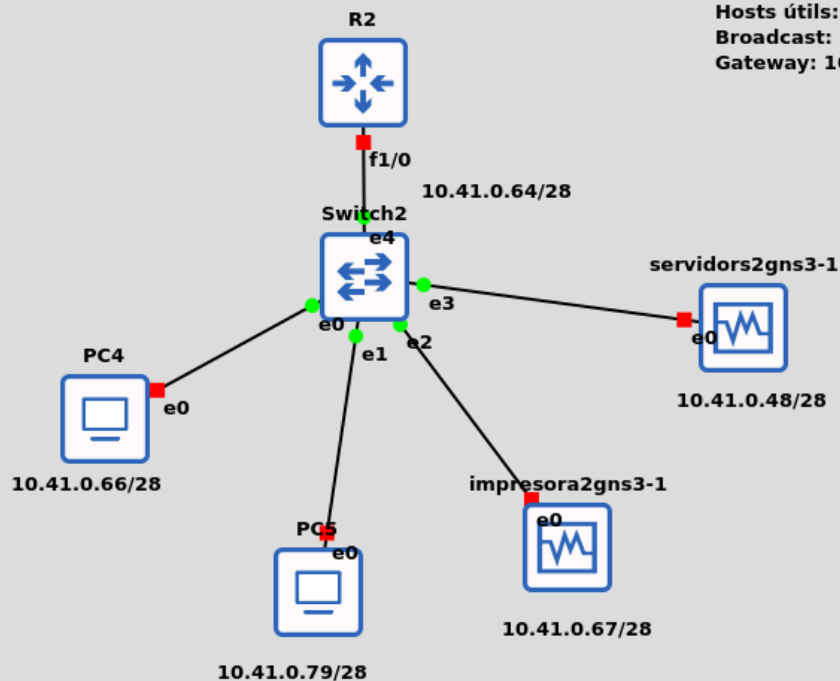 R2
Hosts útils:
Broadcast:
Gateway: 10
f1/0
10.41.0.64/28
Switch2
e4
servidors2gns3-1
e3
e0
e0
e2
e1
PC4
e0
10.41.0.48/28
10.41.0.66/28
impresora2gns3-1
e0
PC5
e0
10.41.0.67/28
10.41.0.79/28